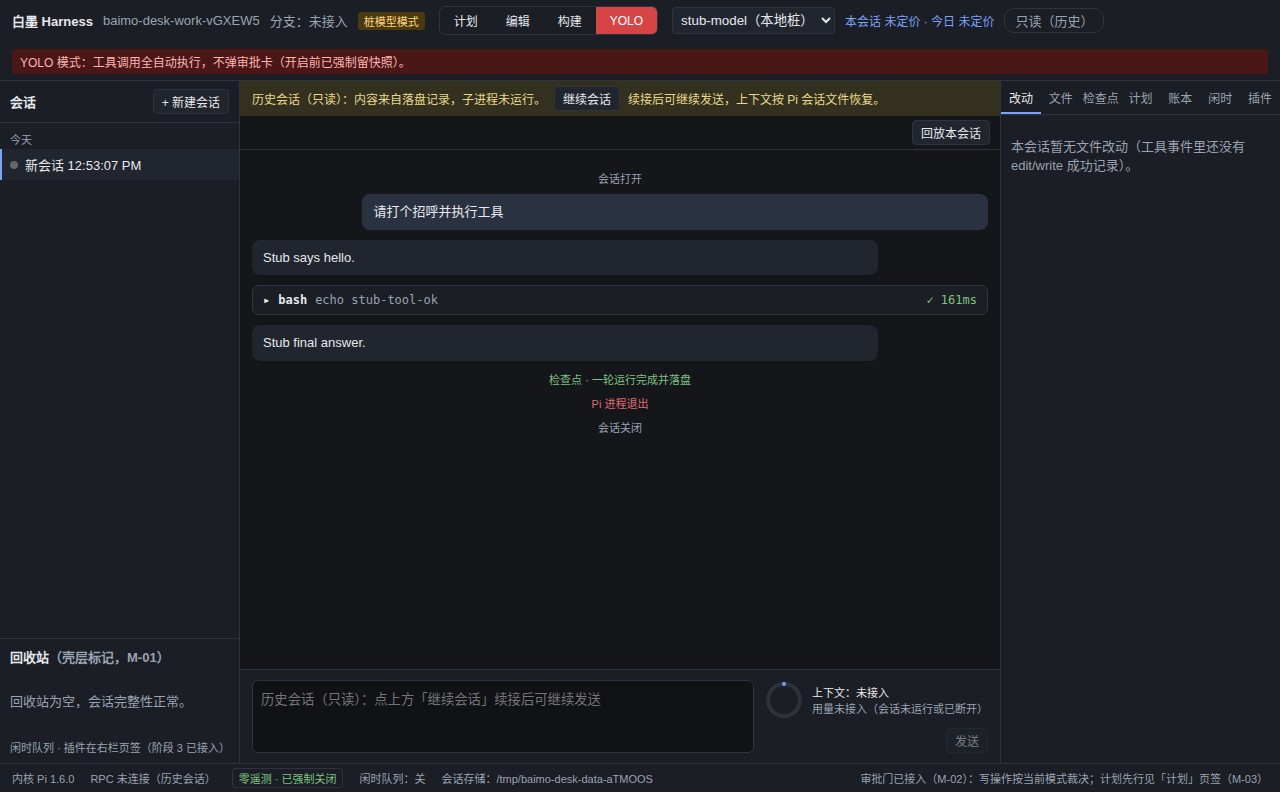 白墨 Harness baimo-desk-work-vGXEW5 分支：未接入 桩模型模式 计划 编辑 构建 YOLO stub-model（本地桩） 本会话 未定价 · 今日 未定价 只读（历史）
YOLO 模式：工具调用全自动执行，不弹审批卡（开启前已强制留快照）。
会话 + 新建会话
今天
新会话 12:53:07 PM
历史会话（只读）：内容来自落盘记录，子进程未运行。 继续会话 续接后可继续发送，上下文按 Pi 会话文件恢复。
回放本会话
会话打开
请打个招呼并执行工具
Stub says hello.
▸ bash echo stub-tool-ok ✓ 161ms
Stub final answer.
检查点 · 一轮运行完成并落盘
Pi 进程退出
会话关闭
改动 文件 检查点 计划 账本 闲时 插件
本会话暂无文件改动（工具事件里还没有
edit/write 成功记录）。
回收站（壳层标记，M-01）
回收站为空，会话完整性正常。
闲时队列 · 插件在右栏页签（阶段 3 已接入）
历史会话（只读）：点上方「继续会话」续接后可继续发送
上下文：未接入
用量未接入（会话未运行或已断开）
发送
内核 Pi 1.6.0 RPC 未连接（历史会话） 零遥测 · 已强制关闭 闲时队列：关 会话存储：/tmp/baimo-desk-data-aTMOOS 审批门已接入（M-02）：写操作按当前模式裁决；计划先行见「计划」页签（M-03）